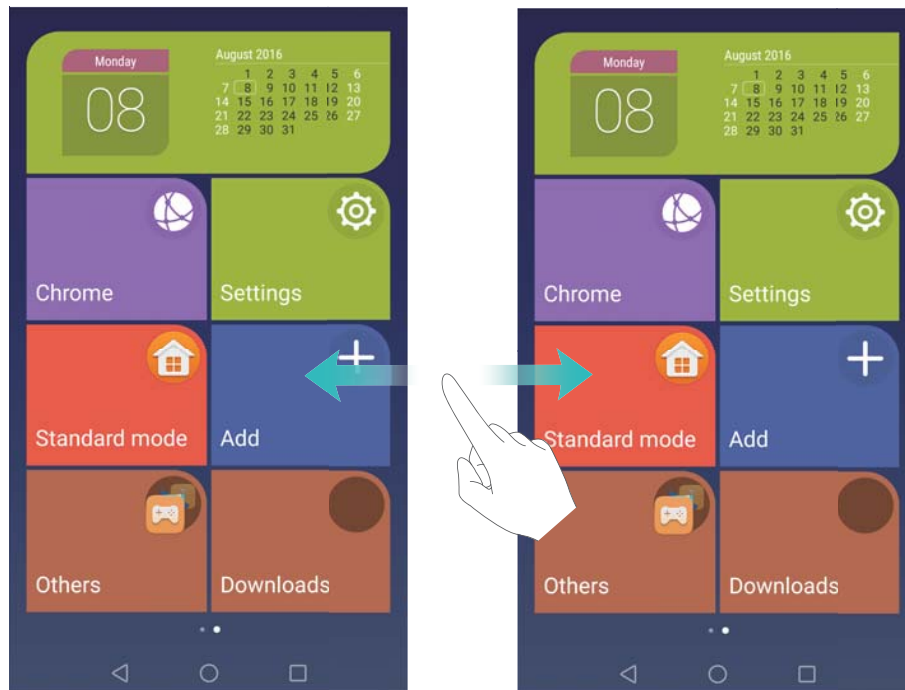 Monday
08
August 2016
1 2 3 4 5 6
7 8 9 10 11 12 13
14 15 16 17 18 19 20
21 22 23 24 25 26 27
28 29 30 31
Chrome
Settings
Standard mode
Add
Others
Downloads
Monday
08
August 2016
1 2 3 4 5 6
7 8 9 10 11 12 13
14 15 16 17 18 19 20
21 22 23 24 25 26 27
28 29 30 31
Chrome
Settings
Standard mode
Add
Others
Downloads